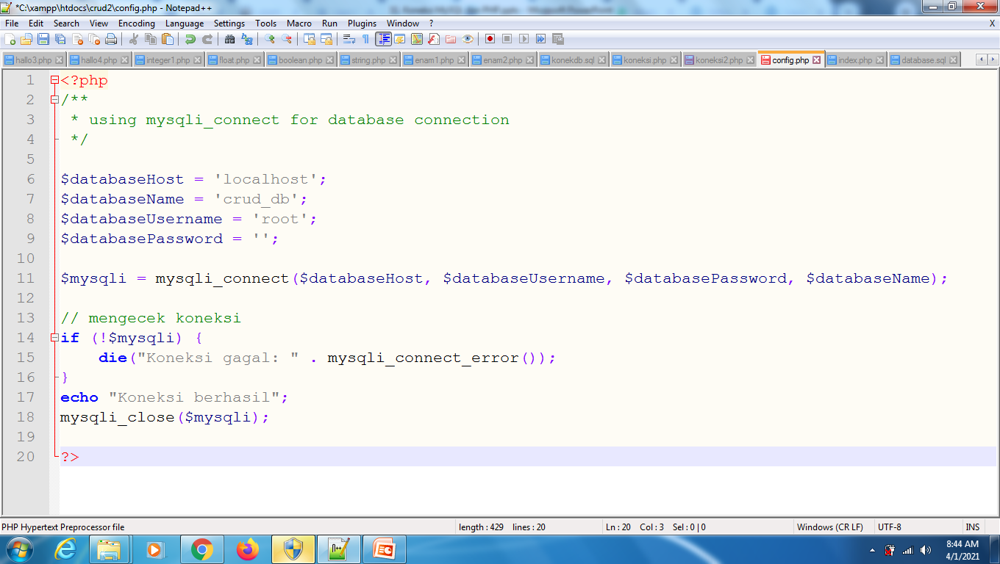 *C:\xampp\htdocs\crud2\config.php - Notepad++
File Edit Search View Encoding Language Settings Tools Macro Run Plugins Window ? X
hallo3.php hallo4.php integer1.php float.php boolean.php string.php enam1.php enam2.php konekdb.sql koneksi.php koneksi2.php config.php index.php database.sql
1 <?php
2 /**
3 * using mysqli_connect for database connection
4 */
5
6 $databaseHost = 'localhost';
7 $databaseName = 'crud_db';
8 $databaseUsername = 'root';
9 $databasePassword = '';
10
11 $mysqli = mysqli_connect($databaseHost, $databaseUsername, $databasePassword, $databaseName);
12
13 // mengecek koneksi
14 if (!$mysqli) {
15 die("Koneksi gagal: " . mysqli_connect_error());
16 }
17 echo "Koneksi berhasil";
18 mysqli_close($mysqli);
19
20 ?>
PHP Hypertext Preprocessor file length : 429 lines : 20 Ln : 20 Col : 3 Sel : 0 | 0 Windows (CR LF) UTF-8 INS
8:44 AM
4/1/2021